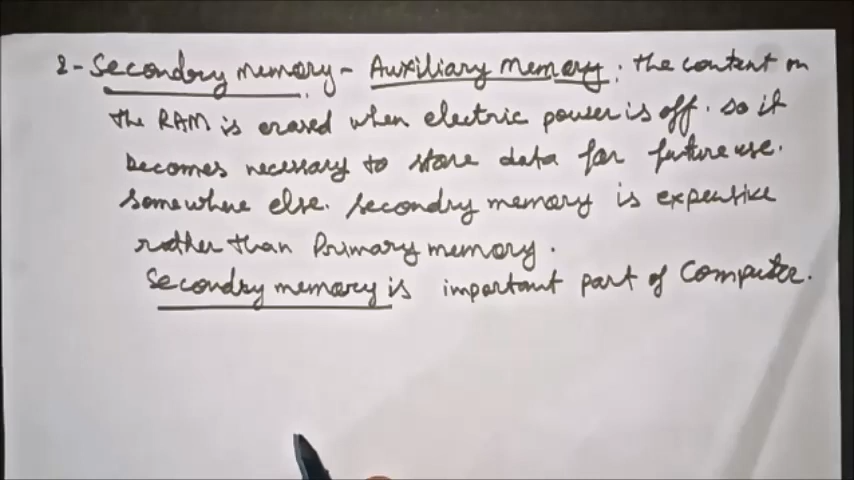 2- Secondry memory - Auxiliary memory: The content on
the RAM is erased when electric power is off. so it
becomes necessary to store data for future use.
somewhere else. secondry memory is expensive
rather than Primary memory.
Secondry memory is important part of Computer.